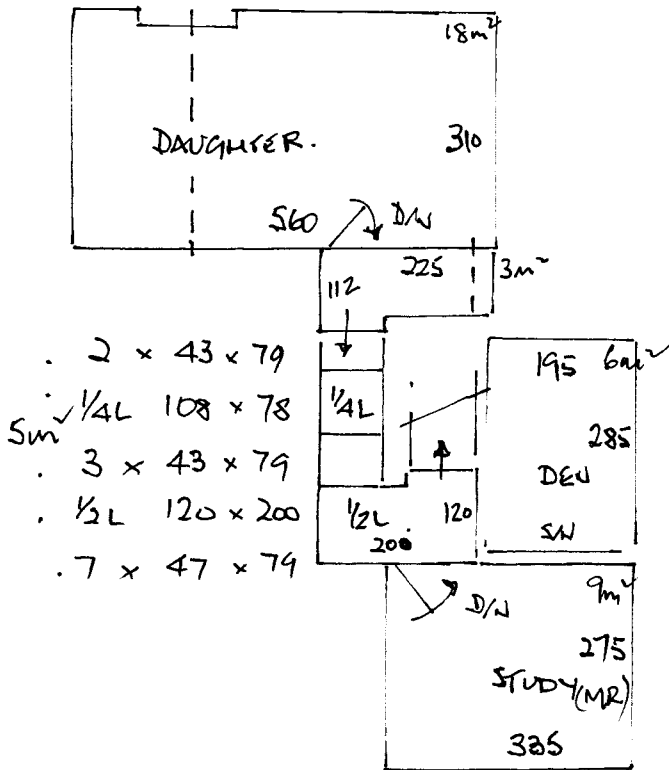 18m²
DAUGHTER.
310
560
D/W
225
3m²
112
. 2 x 43 x 79
195 6m²
. 1/4L 108 x 78
1/4L
5m²
285
. 3 x 43 x 79
DEN
. 1/2L 120 x 200
1/2L
120
S/W
200
. 7 x 47 x 79
9m²
D/W
275
STUDY(MR)
335